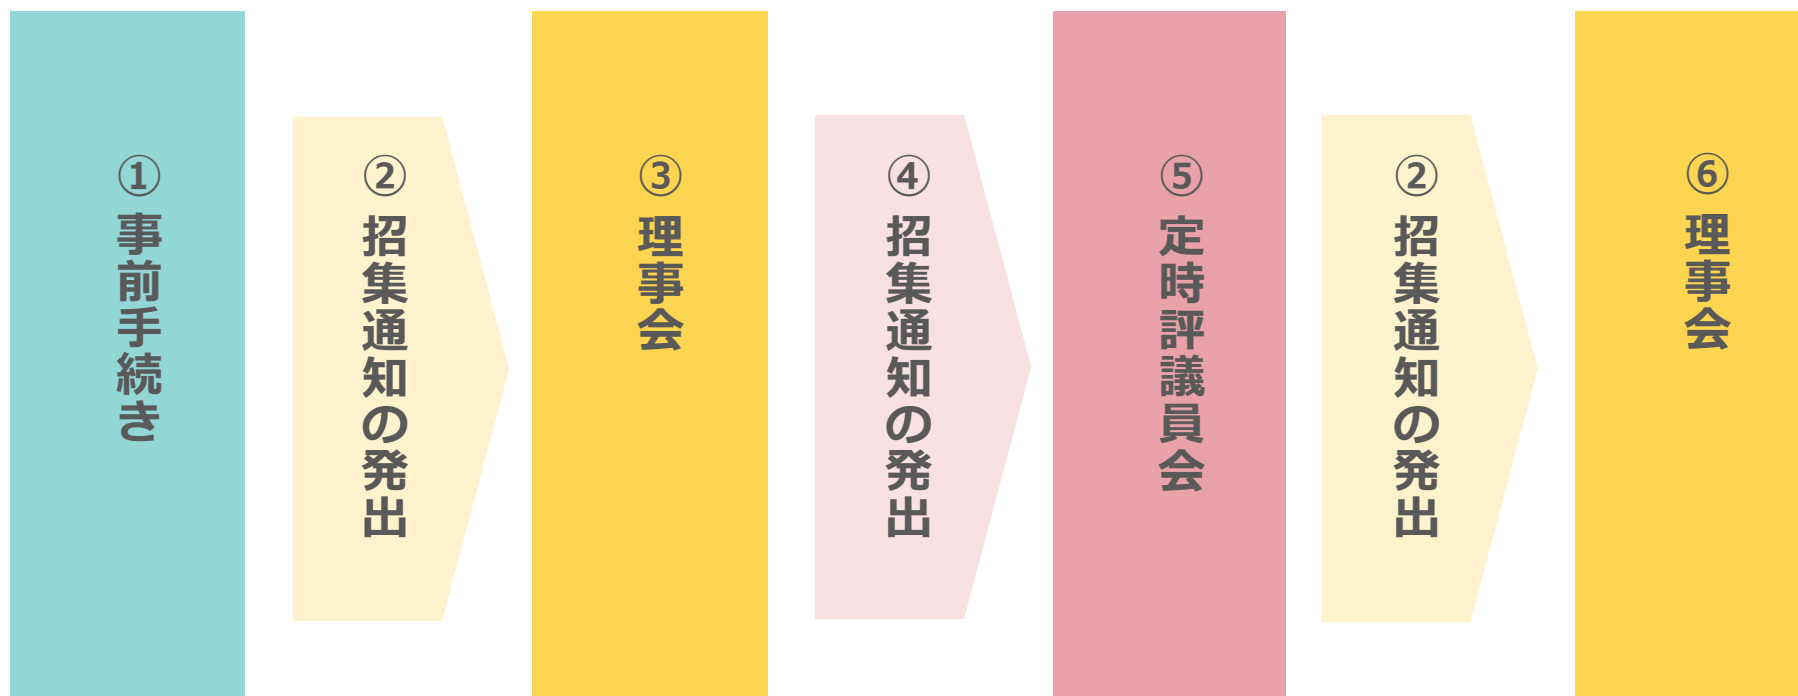 ①事前手続き
②招集通知の発出
③理事会
④招集通知の発出
⑤定時評議員会
②招集通知の発出
⑥理事会